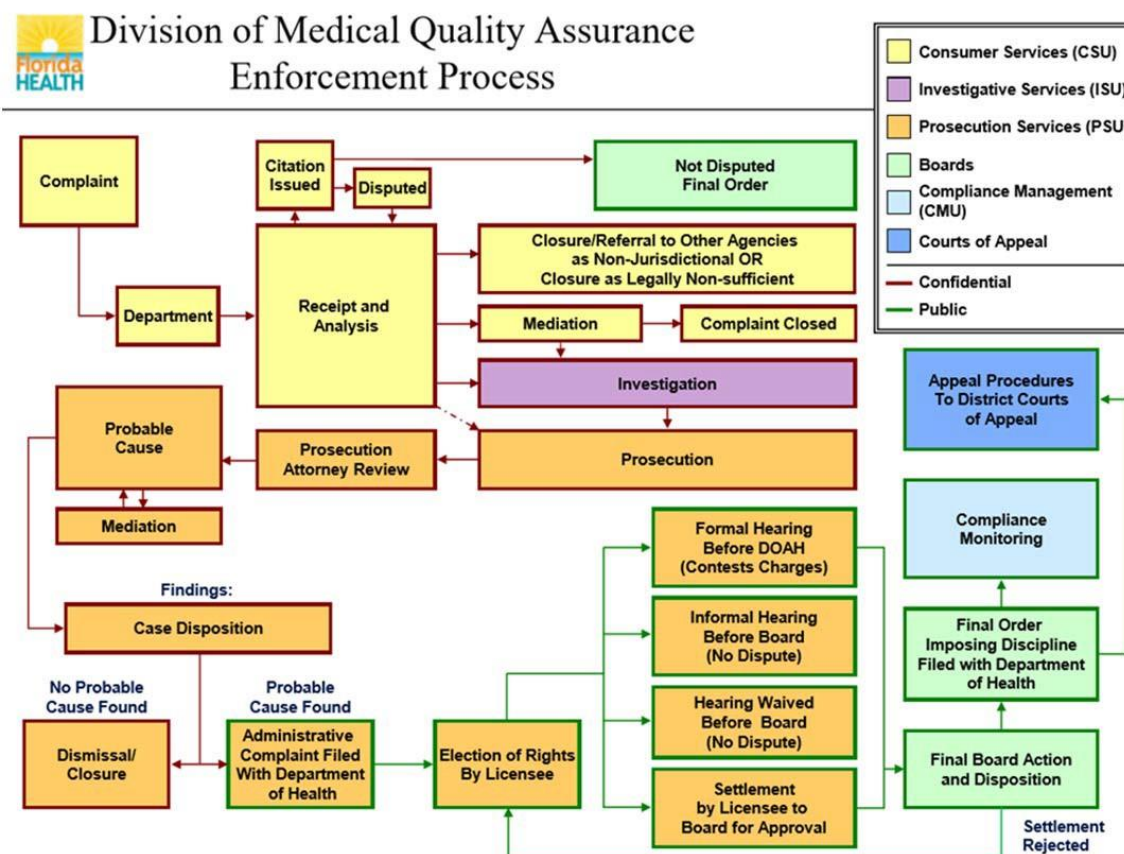 Florida
HEALTH
Division of Medical Quality Assurance
Enforcement Process
Consumer Services (CSU)
Investigative Services (ISU)
Prosecution Services (PSU
Boards
Compliance Management
(CMU)
Courts of Appeal
Confidential
Public
Complaint
Citation
Issued
Disputed
Not Disputed
Final Order
Department
Receipt and
Analysis
Closure/Referral to Other Agencies
as Non-Jurisdictional OR
Closure as Legally Non-sufficient
Mediation
Complaint Closed
Investigation
Appeal Procedures
To District Courts
of Appeal
Probable
Cause
Prosecution
Attorney Review
Prosecution
Mediation
Formal Hearing
Before DOAH
(Contests Charges)
Compliance
Monitoring
Findings:
Case Disposition
Informal Hearing
Before Board
(No Dispute)
Final Order
Imposing Discipline
Filed with Department
of Health
No Probable
Cause Found
Probable
Cause Found
Dismissal/
Closure
Administrative
Complaint Filed
With Department
of Health
Election of Rights
By Licensee
Hearing Waived
Before Board
(No Dispute)
Settlement
by Licensee to
Board for Approval
Final Board Action
and Disposition
Settlement
Rejected